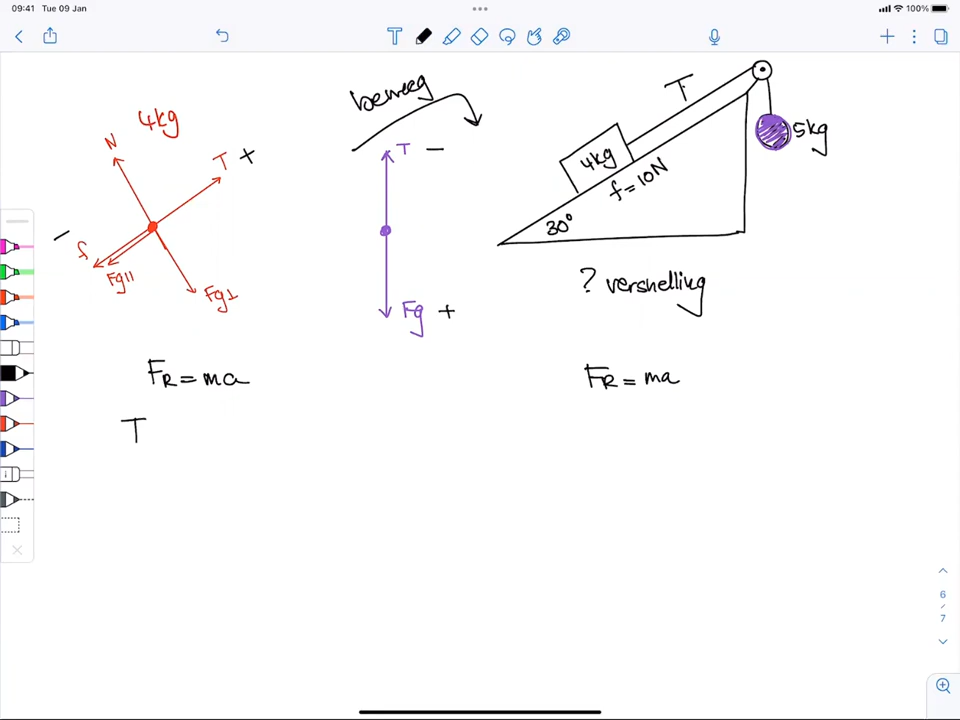 09:41 Tue 09 Jan
100%
beweeg
4kg
N
T +
- f
Fg||
Fg⊥
T -
Fg +
T
4kg
5kg
f=10N
30°
? versnelling
FR = ma
T
FR = ma
6
/
7